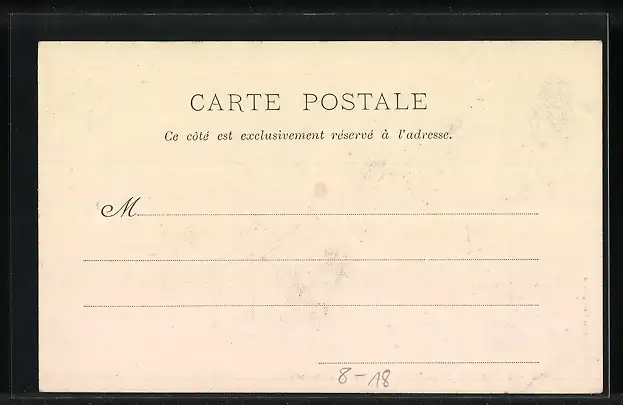 CARTE POSTALE
Ce côté est exclusivement réservé à l'adresse.
M
8-18